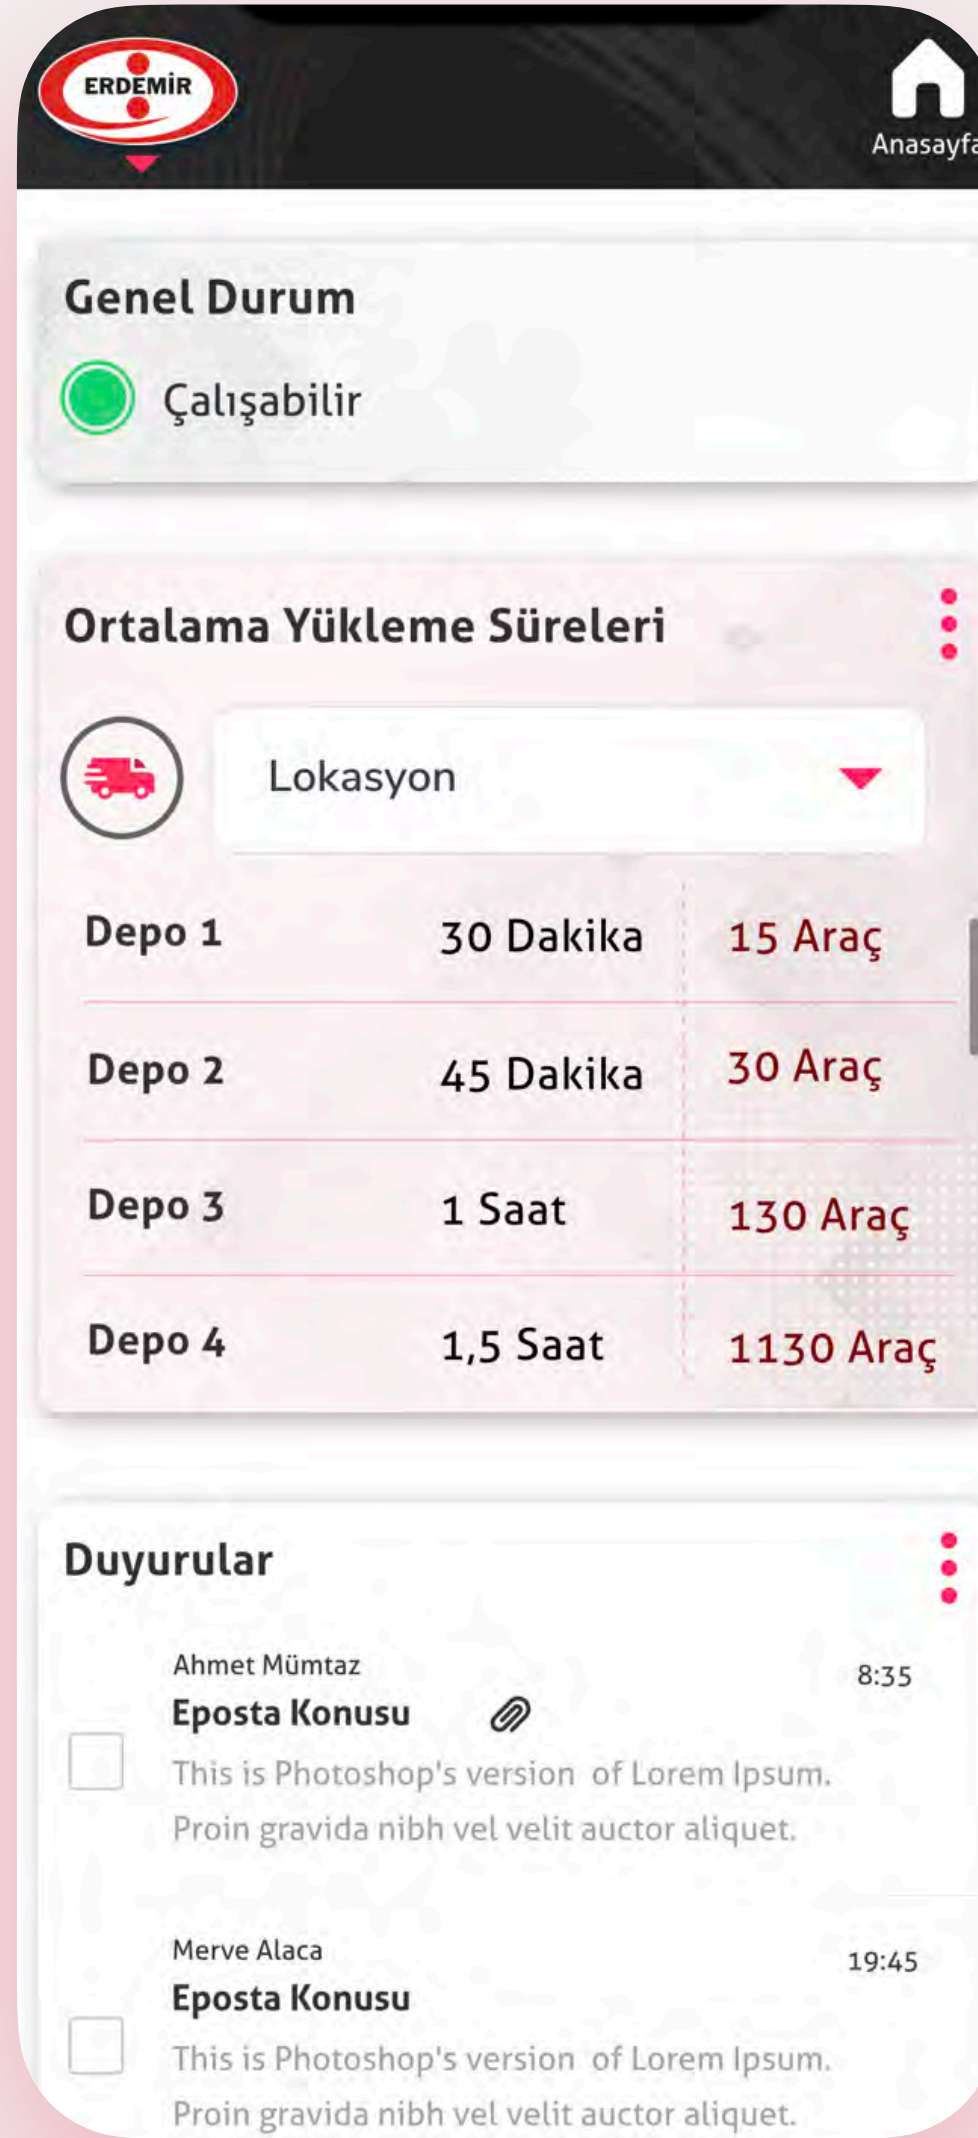 ERDEMİR
Anasayfa
Genel Durum
Çalışabilir
Ortalama Yükleme Süreleri
Lokasyon
Depo 1 30 Dakika 15 Araç
Depo 2 45 Dakika 30 Araç
Depo 3 1 Saat 130 Araç
Depo 4 1,5 Saat 1130 Araç
Duyurular
Ahmet Mümtaz 8:35
Eposta Konusu
This is Photoshop's version of Lorem Ipsum.
Proin gravida nibh vel velit auctor aliquet.
Merve Alaca 19:45
Eposta Konusu
This is Photoshop's version of Lorem Ipsum.
Proin gravida nibh vel velit auctor aliquet.